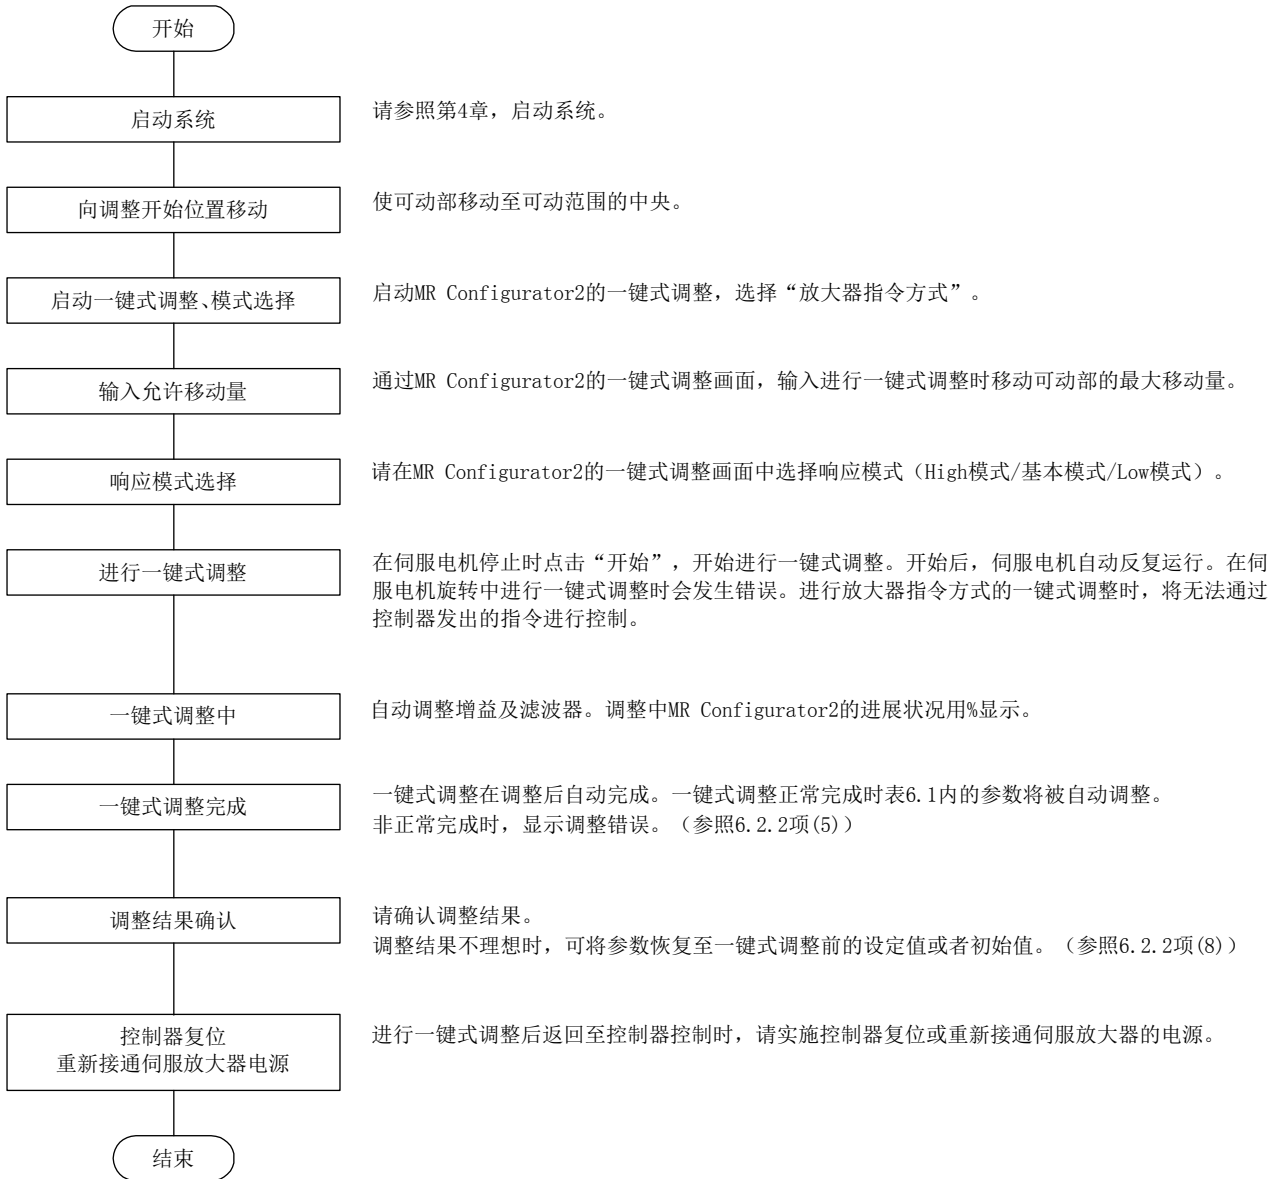 开始
启动系统
请参照第4章，启动系统。
向调整开始位置移动
使可动部移动至可动范围的中央。
启动一键式调整、模式选择
启动MR Configurator2的一键式调整，选择“放大器指令方式”。
输入允许移动量
通过MR Configurator2的一键式调整画面，输入进行一键式调整时移动可动部的最大移动量。
响应模式选择
请在MR Configurator2的一键式调整画面中选择响应模式（High模式/基本模式/Low模式）。
进行一键式调整
在伺服电机停止时点击“开始”，开始进行一键式调整。开始后，伺服电机自动反复运行。在伺
服电机旋转中进行一键式调整时会发生错误。进行放大器指令方式的一键式调整时，将无法通过
控制器发出的指令进行控制。
一键式调整中
自动调整增益及滤波器。调整中MR Configurator2的进展状况用%显示。
一键式调整完成
一键式调整在调整后自动完成。一键式调整正常完成时表6.1内的参数将被自动调整。
非正常完成时，显示调整错误。（参照6.2.2项(5)）
调整结果确认
请确认调整结果。
调整结果不理想时，可将参数恢复至一键式调整前的设定值或者初始值。（参照6.2.2项(8)）
控制器复位
重新接通伺服放大器电源
进行一键式调整后返回至控制器控制时，请实施控制器复位或重新接通伺服放大器的电源。
结束